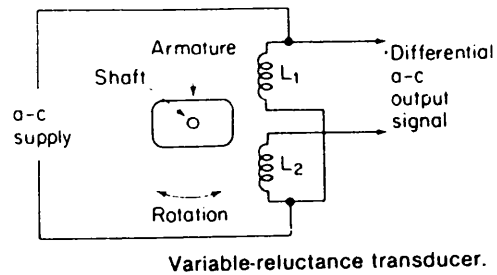 Armature
Shaft
a-c
supply
L1
L2
Differential
a-c
output
signal
Rotation
Variable-reluctance transducer.